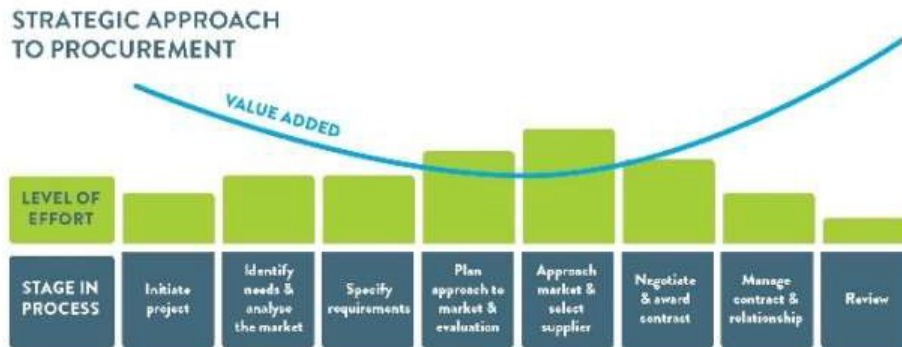 STRATEGIC APPROACH
TO PROCUREMENT
VALUE ADDED
LEVEL OF
EFFORT
STAGE IN
PROCESS
Initiate
project
Identify
needs &
analyse
the market
Specify
requirements
Plan
approach to
market &
evaluation
Approach
market &
select
supplier
Negotiate
& award
contract
Manage
contract &
relationship
Review